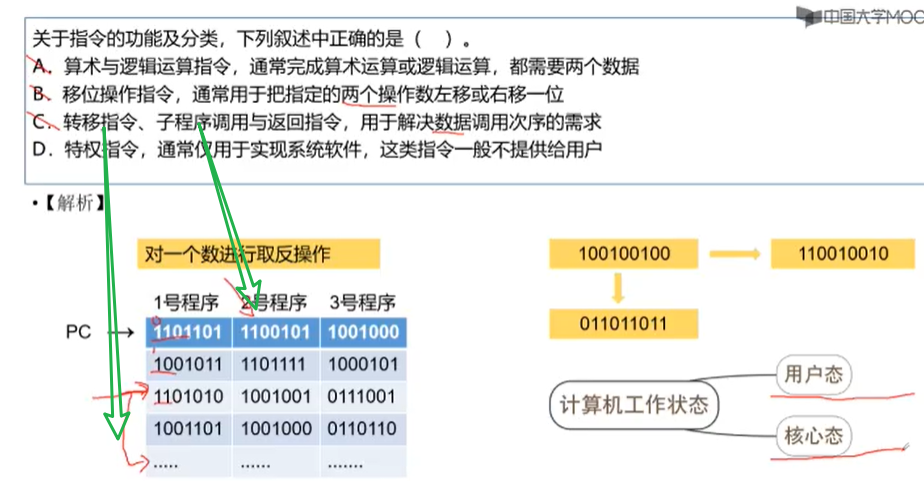 中国大学MOO
关于指令的功能及分类，下列叙述中正确的是（ ）。
A. 算术与逻辑运算指令，通常完成算术运算或逻辑运算，都需要两个数据
B. 移位操作指令，通常用于把指定的两个操作数左移或右移一位
C. 转移指令、子程序调用与返回指令，用于解决数据调用次序的需求
D. 特权指令，通常仅用于实现系统软件，这类指令一般不提供给用户
•【解析】
对一个数进行取反操作
1号程序 2号程序 3号程序
PC → 1101101 1100101 1001000
1001011 1101111 1000101
1101010 1001001 0111001
1001101 1001000 0110110
..... ...... .......
100100100 110010010
011011011
计算机工作状态
用户态
核心态